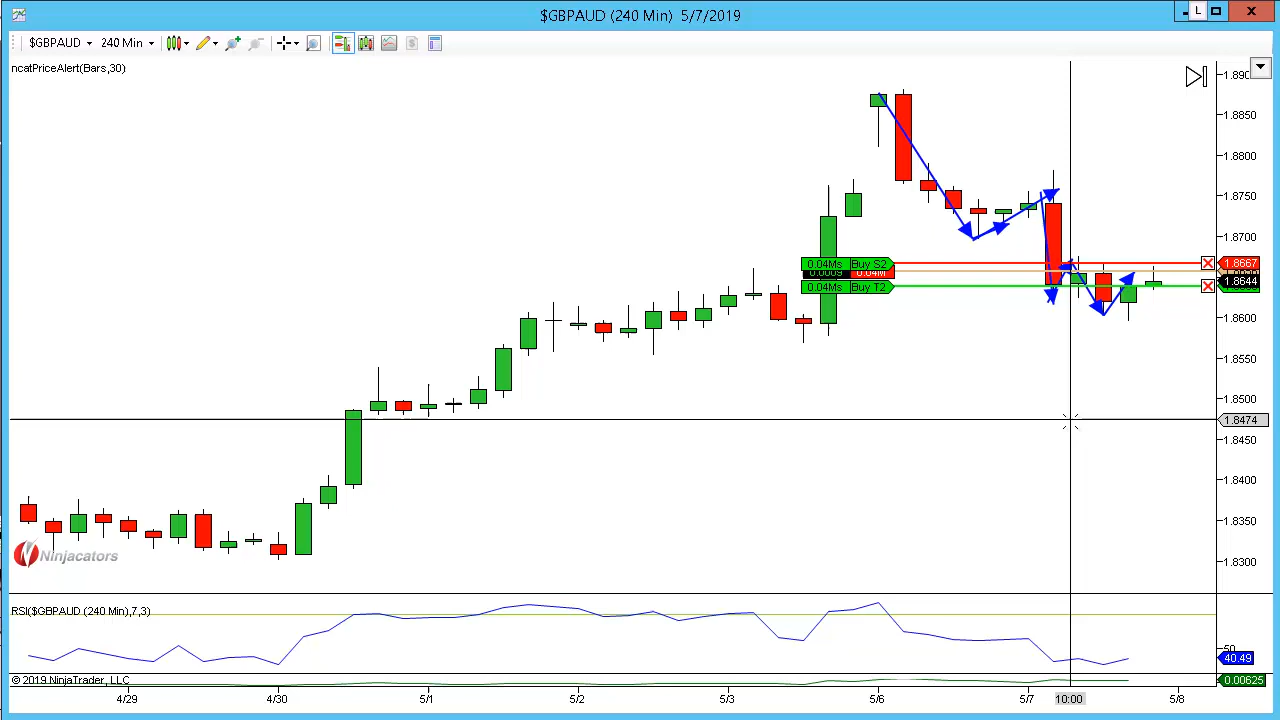 $GBPAUD (240 Min) 5/7/2019
L
X
$GBPAUD 240 Min
ncatPriceAlert(Bars,30)
1.8850
1.8800
1.8750
1.8700
0.04Ms Buy S2
1.8667
0.0009 0.04M
1.8644
0.04Ms Buy T2
1.8600
1.8550
1.8500
1.8474
1.8450
1.8400
1.8350
1.8300
Ninjacators
RSI($GBPAUD (240 Min),7,3)
50
40.49
© 2019 NinjaTrader, LLC
0.00625
4/29 4/30 5/1 5/2 5/3 5/6 5/7 10:00 5/8